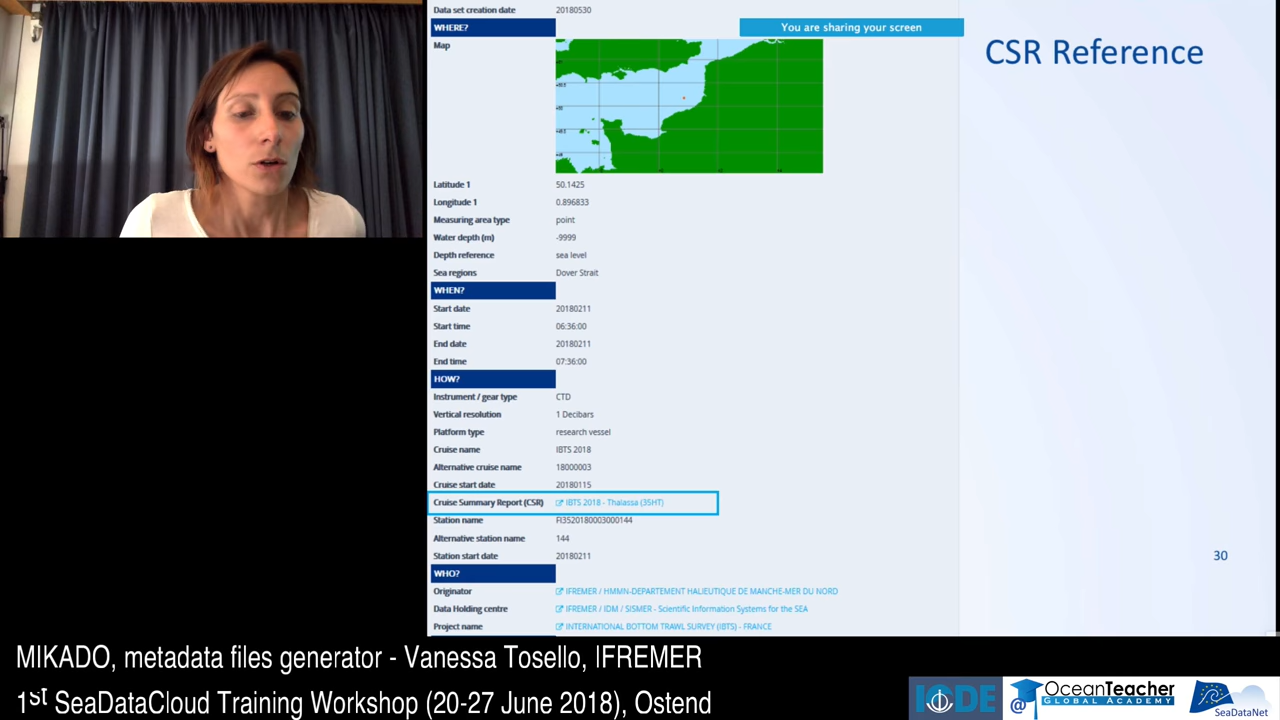 Data set creation date 20180530
WHERE?
You are sharing your screen
CSR Reference
Map
Latitude 1 50.1425
Longitude 1 0.896833
Measuring area type point
Water depth (m) -9999
Depth reference sea level
Sea regions Dover Strait
WHEN?
Start date 20180211
Start time 06:36:00
End date 20180211
End time 07:36:00
HOW?
Instrument / gear type CTD
Vertical resolution 1 Decibars
Platform type research vessel
Cruise name IBTS 2018
Alternative cruise name 18000003
Cruise start date 20180115
Cruise Summary Report (CSR) IBTS 2018 - Thalassa (35HT)
Station name FI3520180003000144
Alternative station name 144
Station start date 20180211
30
WHO?
Originator IFREMER / HMMN-DEPARTEMENT HALIEUTIQUE DE MANCHE-MER DU NORD
Data Holding centre IFREMER / IDM / SISMER - Scientific Information Systems for the SEA
Project name INTERNATIONAL BOTTOM TRAWL SURVEY (IBTS) - FRANCE
MIKADO, metadata files generator - Vanessa Tosello, IFREMER
1st SeaDataCloud Training Workshop (20-27 June 2018), Ostend
IODE
@ OceanTeacher
GLOBAL ACADEMY
SeaDataNet